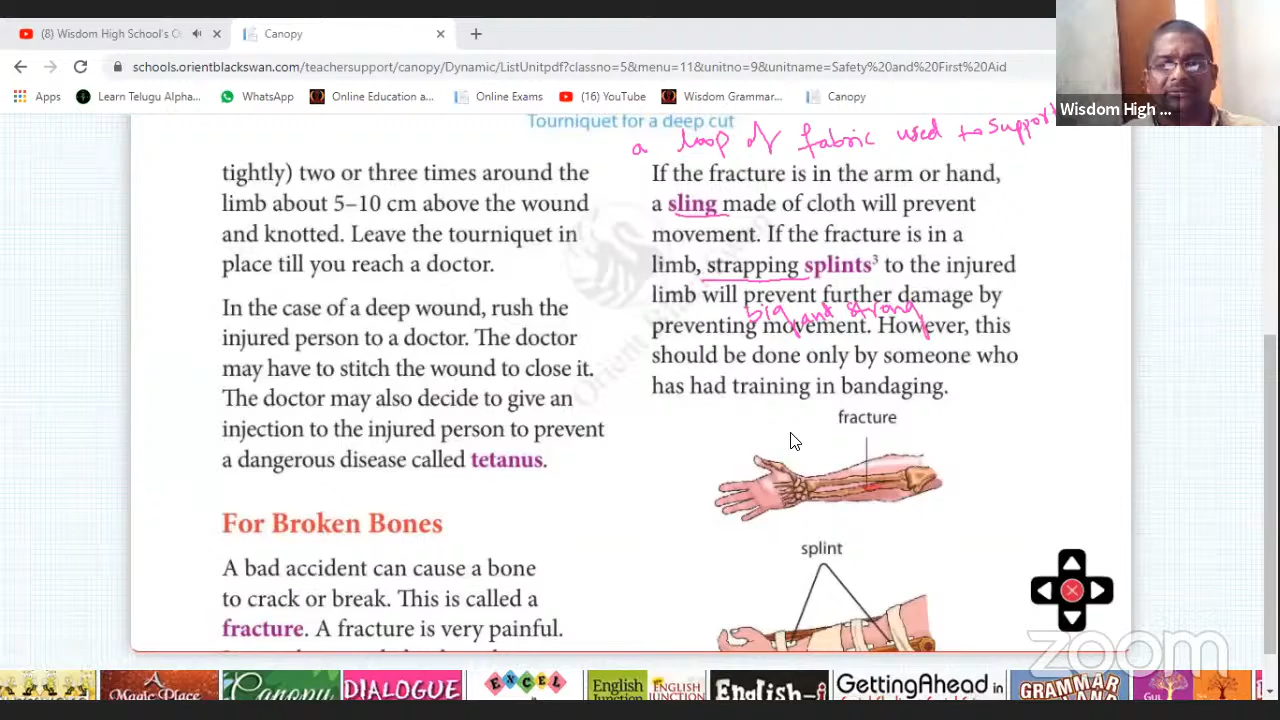 (8) Wisdom High School's O
Canopy
schools.orientblackswan.com/teachersupport/canopy/Dyn ListUnitpdf?classno=5&menu=11&unitno=9&unitname=Safety%20and%20First%20Aid
Apps
Learn Telugu Alpha...
WhatsApp
Online Education a...
Online Exams
(16) YouTube
Wisdom Grammar...
Canopy
Wisdom High ...
Tourniquet for a deep cut
a loop of fabric used to support
tightly) two or three times around the
limb about 5–10 cm above the wound
and knotted. Leave the tourniquet in
place till you reach a doctor.
In the case of a deep wound, rush the
injured person to a doctor. The doctor
may have to stitch the wound to close it.
The doctor may also decide to give an
injection to the injured person to prevent
a dangerous disease called tetanus.
For Broken Bones
A bad accident can cause a bone
to crack or break. This is called a
fracture. A fracture is very painful.
If the fracture is in the arm or hand,
a sling made of cloth will prevent
movement. If the fracture is in a
limb, strapping splints³ to the injured
limb will prevent further damage by
big and strong
preventing movement. However, this
should be done only by someone who
has had training in bandaging.
fracture
splint
zoom
A
Magic Place
Canopy
DIALOGUE
EXCEL
English
Junction
ENGLISH
JUNCTION
English-
GettingAhead in
GRAMMAR
LAND
GUL